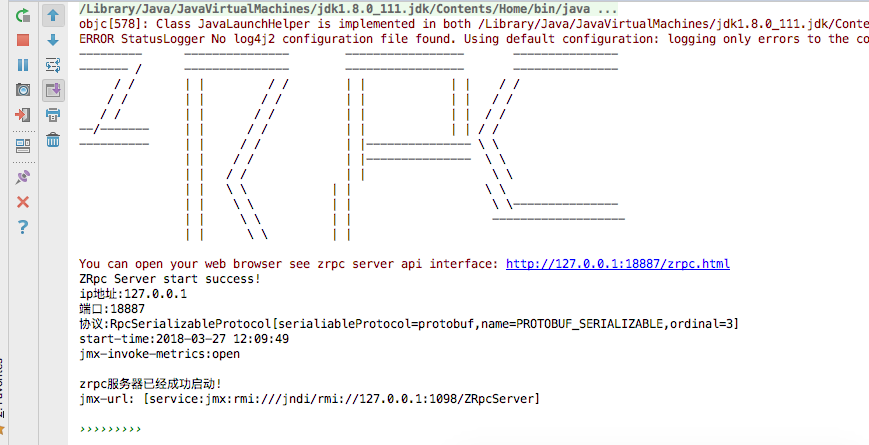 /Library/Java/JavaVirtualMachines/jdk1.8.0_111.jdk/Contents/Home/bin/java ...
objc[578]: Class JavaLaunchHelper is implemented in both /Library/Java/JavaVirtualMachines/jdk1.8.0_111.jdk/Conte
ERROR StatusLogger No log4j2 configuration file found. Using default configuration: logging only errors to the co
You can open your web browser see zrpc server api interface: http://127.0.0.1:18887/zrpc.html
ZRpc Server start success!
ip地址:127.0.0.1
端口:18887
协议:RpcSerializableProtocol[serialiableProtocol=protobuf,name=PROTOBUF_SERIALIZABLE,ordinal=3]
start-time:2018-03-27 12:09:49
jmx-invoke-metrics:open
zrpc服务器已经成功启动!
jmx-url: [service:jmx:rmi:///jndi/rmi://127.0.0.1:1098/ZRpcServer]
>>>>>>>>>